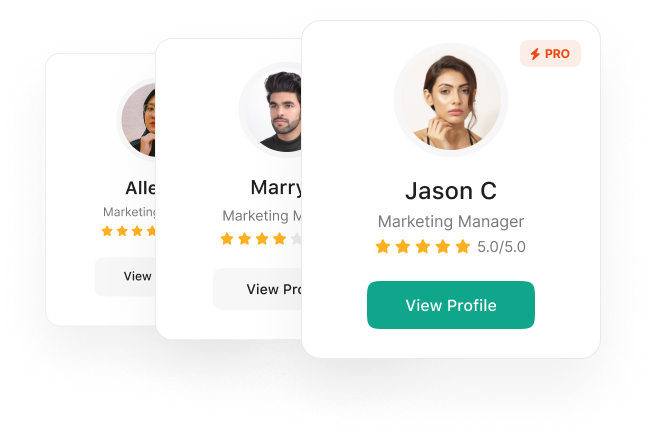 Alle
Marketing
View
Marry
Marketing M
View Pro
PRO
Jason C
Marketing Manager
5.0/5.0
View Profile